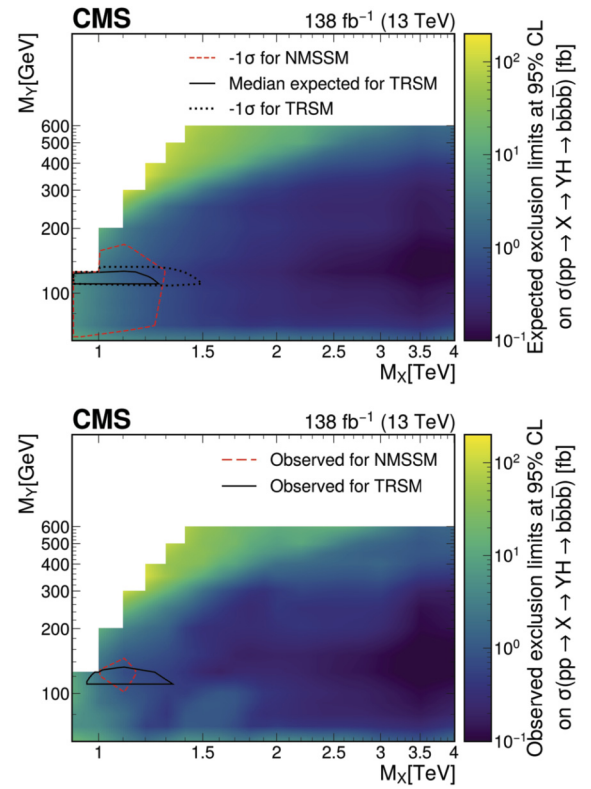 CMS 138 fb⁻¹ (13 TeV)
-1σ for NMSSM
Median expected for TRSM
-1σ for TRSM
M_Y[GeV]
600
500
400
300
200
100
1 1.5 2 2.5 3 3.5 4
M_X[TeV]
10²
10¹
10⁰
10⁻¹
Expected exclusion limits at 95% CL
on σ(pp → X → YH → bb̄bb̄) [fb]
CMS 138 fb⁻¹ (13 TeV)
Observed for NMSSM
Observed for TRSM
M_Y[GeV]
600
500
400
300
200
100
1 1.5 2 2.5 3 3.5 4
M_X[TeV]
10²
10¹
10⁰
10⁻¹
Observed exclusion limits at 95% CL
on σ(pp → X → YH → bb̄bb̄) [fb]